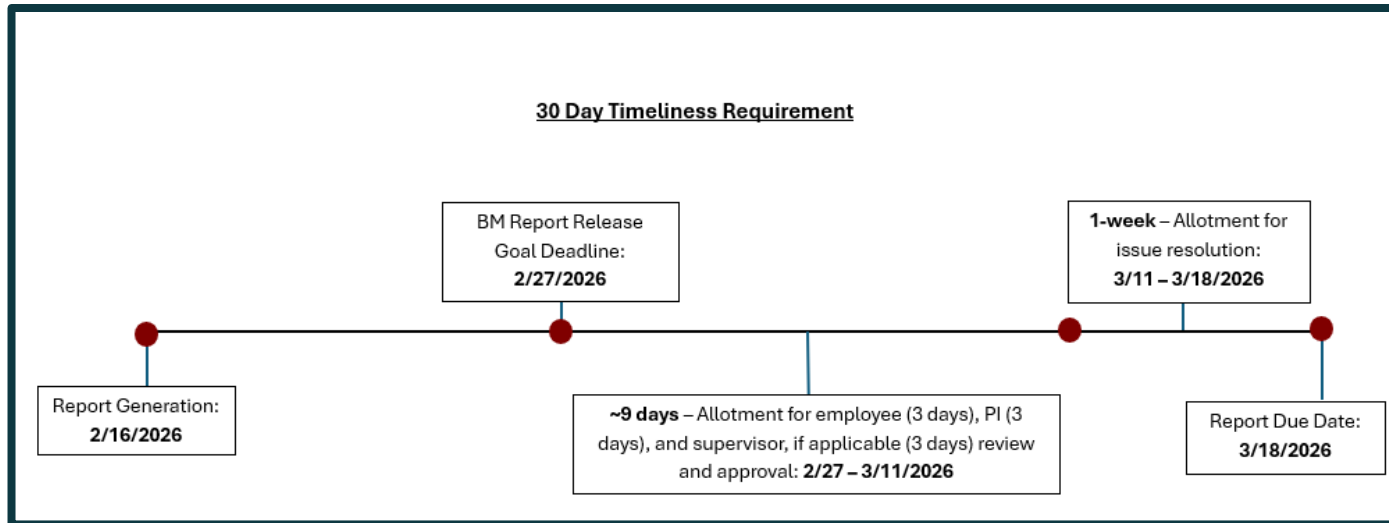 30 Day Timeliness Requirement
BM Report Release
Goal Deadline:
2/27/2026
1-week – Allotment for
issue resolution:
3/11 – 3/18/2026
Report Generation:
2/16/2026
~9 days – Allotment for employee (3 days), PI (3
days), and supervisor, if applicable (3 days) review
and approval: 2/27 – 3/11/2026
Report Due Date:
3/18/2026